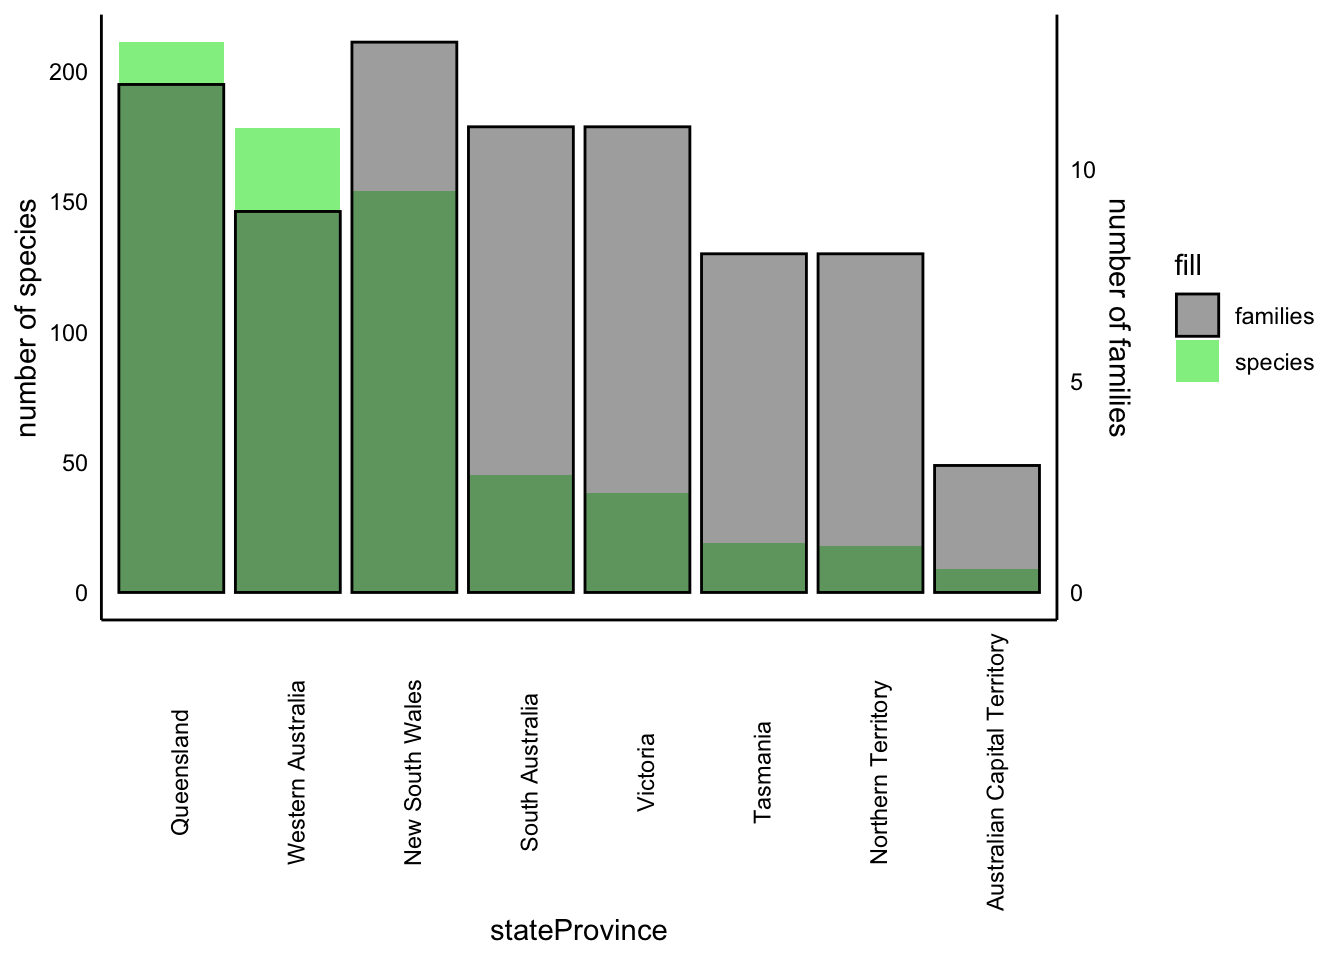 number of species
200
150
100
50
0
10
5
0
number of families
fill
families
species
Queensland
Western Australia
New South Wales
South Australia
Victoria
Tasmania
Northern Territory
Australian Capital Territory
stateProvince